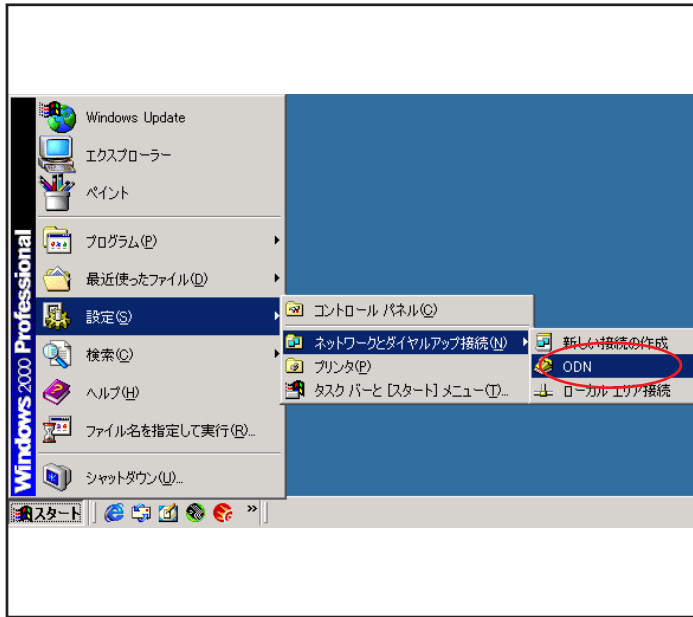 Windows 2000 Professional
Windows Update
エクスプローラー
ペイント
プログラム(P)
最近使ったファイル(D)
設定(S)
検索(C)
ヘルプ(H)
ファイル名を指定して実行(R)...
シャットダウン(U)...
コントロール パネル(C)
ネットワークとダイヤルアップ接続(N)
プリンタ(P)
タスク バーと [スタート] メニュー(T)...
新しい接続の作成
ODN
ローカル エリア接続
スタート